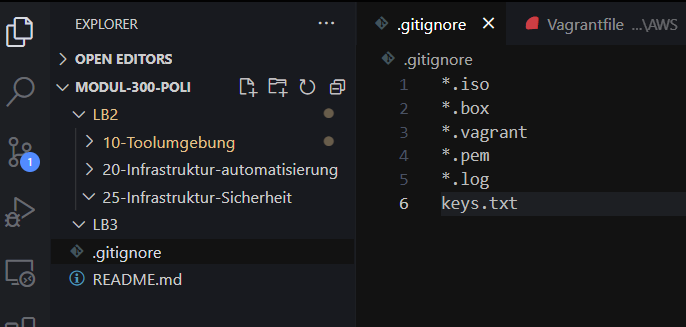 EXPLORER
OPEN EDITORS
MODUL-300-POLI
LB2
10-Toolumgebung
20-Infrastruktur-automatisierung
25-Infrastruktur-Sicherheit
LB3
.gitignore
README.md
1
.gitignore
Vagrantfile ...\AWS
.gitignore
1 *.iso
2 *.box
3 *.vagrant
4 *.pem
5 *.log
6 keys.txt